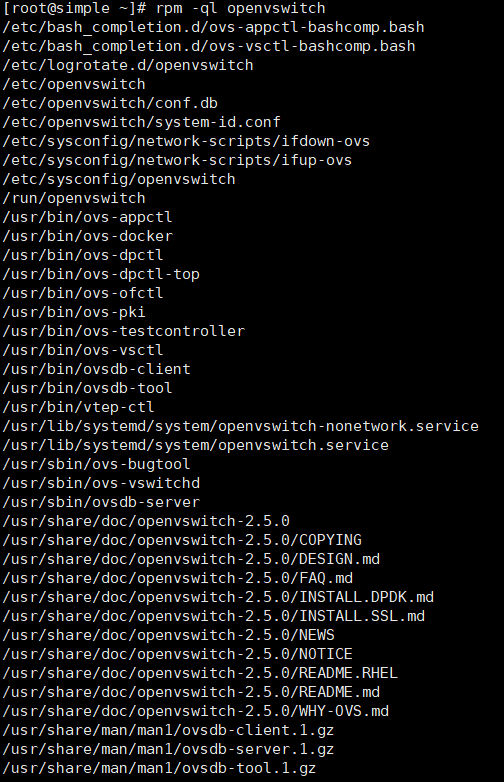 [root@simple ~]# rpm -ql openvswitch
/etc/bash_completion.d/ovs-appctl-bashcomp.bash
/etc/bash_completion.d/ovs-vsctl-bashcomp.bash
/etc/logrotate.d/openvswitch
/etc/openvswitch
/etc/openvswitch/conf.db
/etc/openvswitch/system-id.conf
/etc/sysconfig/network-scripts/ifdown-ovs
/etc/sysconfig/network-scripts/ifup-ovs
/etc/sysconfig/openvswitch
/run/openvswitch
/usr/bin/ovs-appctl
/usr/bin/ovs-docker
/usr/bin/ovs-dpctl
/usr/bin/ovs-dpctl-top
/usr/bin/ovs-ofctl
/usr/bin/ovs-pki
/usr/bin/ovs-testcontroller
/usr/bin/ovs-vsctl
/usr/bin/ovsdb-client
/usr/bin/ovsdb-tool
/usr/bin/vtep-ctl
/usr/lib/systemd/system/openvswitch-nonetwork.service
/usr/lib/systemd/system/openvswitch.service
/usr/sbin/ovs-bugtool
/usr/sbin/ovs-vswitchd
/usr/sbin/ovsdb-server
/usr/share/doc/openvswitch-2.5.0
/usr/share/doc/openvswitch-2.5.0/COPYING
/usr/share/doc/openvswitch-2.5.0/DESIGN.md
/usr/share/doc/openvswitch-2.5.0/FAQ.md
/usr/share/doc/openvswitch-2.5.0/INSTALL.DPDK.md
/usr/share/doc/openvswitch-2.5.0/INSTALL.SSL.md
/usr/share/doc/openvswitch-2.5.0/NEWS
/usr/share/doc/openvswitch-2.5.0/NOTICE
/usr/share/doc/openvswitch-2.5.0/README.RHEL
/usr/share/doc/openvswitch-2.5.0/README.md
/usr/share/doc/openvswitch-2.5.0/WHY-OVS.md
/usr/share/man/man1/ovsdb-client.1.gz
/usr/share/man/man1/ovsdb-server.1.gz
/usr/share/man/man1/ovsdb-tool.1.gz